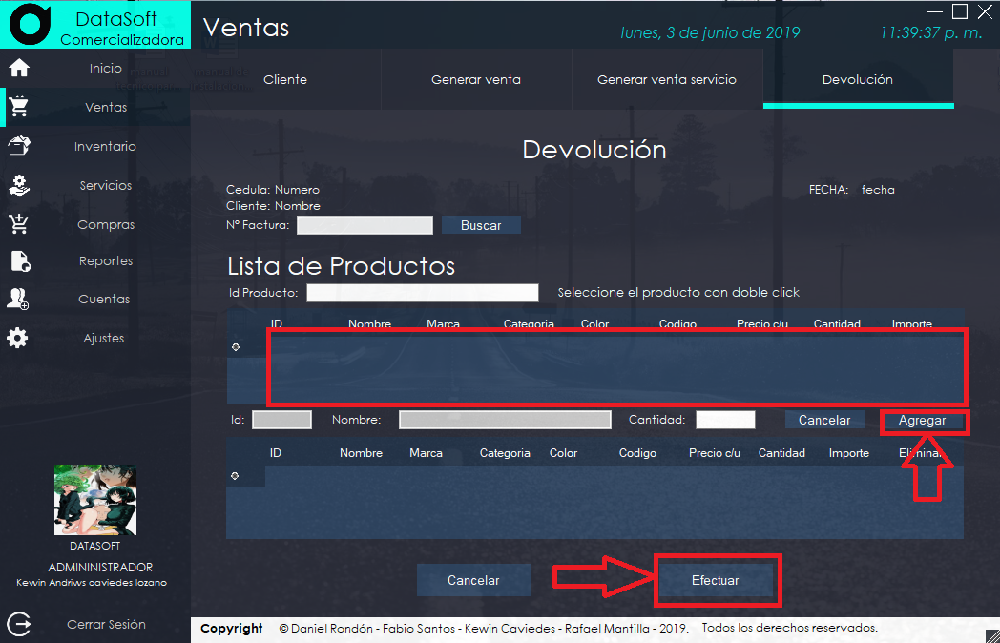 DataSoft
Comercializadora
Ventas
lunes, 3 de junio de 2019
11:39:37 p. m.
Inicio
Ventas
Inventario
Servicios
Compras
Reportes
Cuentas
Ajustes
Cliente
Generar venta
Generar venta servicio
Devolución
Devolución
Cedula: Numero
FECHA: fecha
Cliente: Nombre
Nº Factura:
Buscar
Lista de Productos
Id Producto:
Seleccione el producto con doble click
ID Nombre Marca Categoria Color Codigo Precio c/u Cantidad Importe
Id:
Nombre:
Cantidad:
Cancelar
Agregar
ID Nombre Marca Categoria Color Codigo Precio c/u Cantidad Importe Eliminar
Cancelar
Efectuar
DATASOFT
ADMININISTRADOR
Kewin Andriws caviedes lozano
Cerrar Sesión
Copyright © Daniel Rondón - Fabio Santos - Kewin Caviedes - Rafael Mantilla - 2019. Todos los derechos reservados.